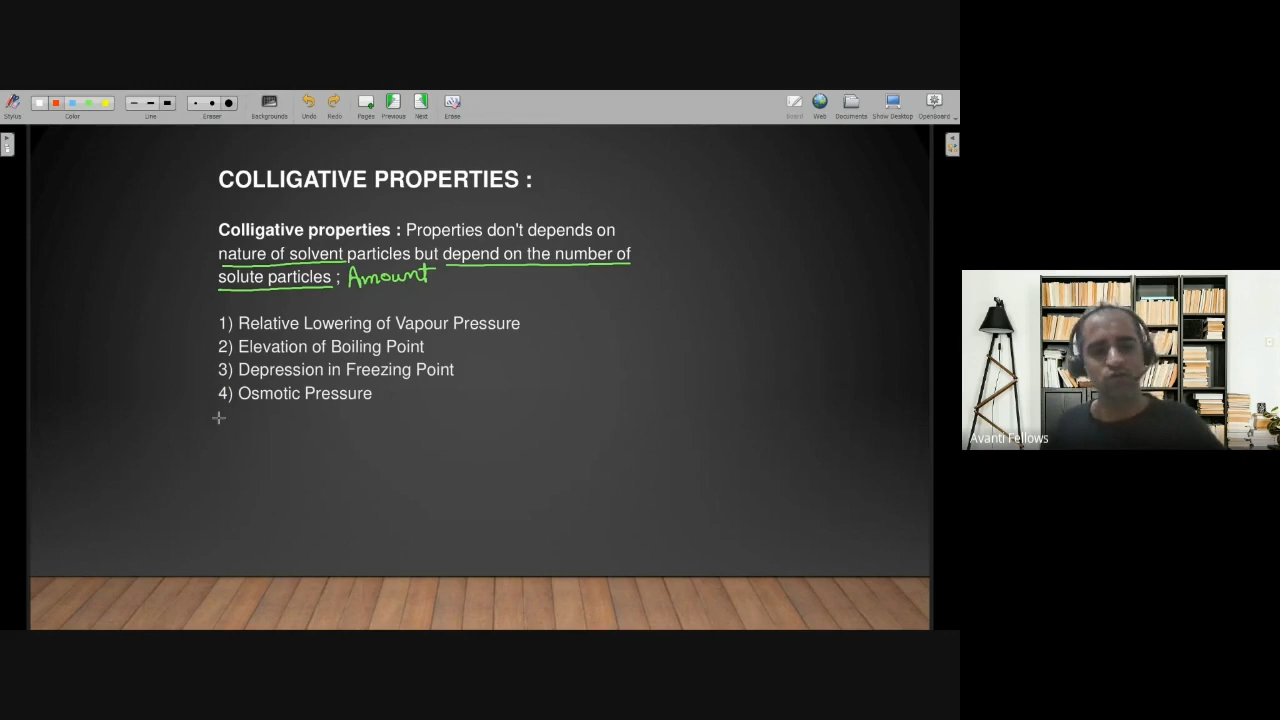 Stylus
Color
Line
Eraser
Backgrounds
Undo
Redo
Pages
Previous
Next
Erase
Board
Web
Documents
Show Desktop
OpenBoard
COLLIGATIVE PROPERTIES :
Colligative properties : Properties don't depends on
nature of solvent particles but depend on the number of
solute particles ; Amount
1) Relative Lowering of Vapour Pressure
2) Elevation of Boiling Point
3) Depression in Freezing Point
4) Osmotic Pressure
Avanti Fellows